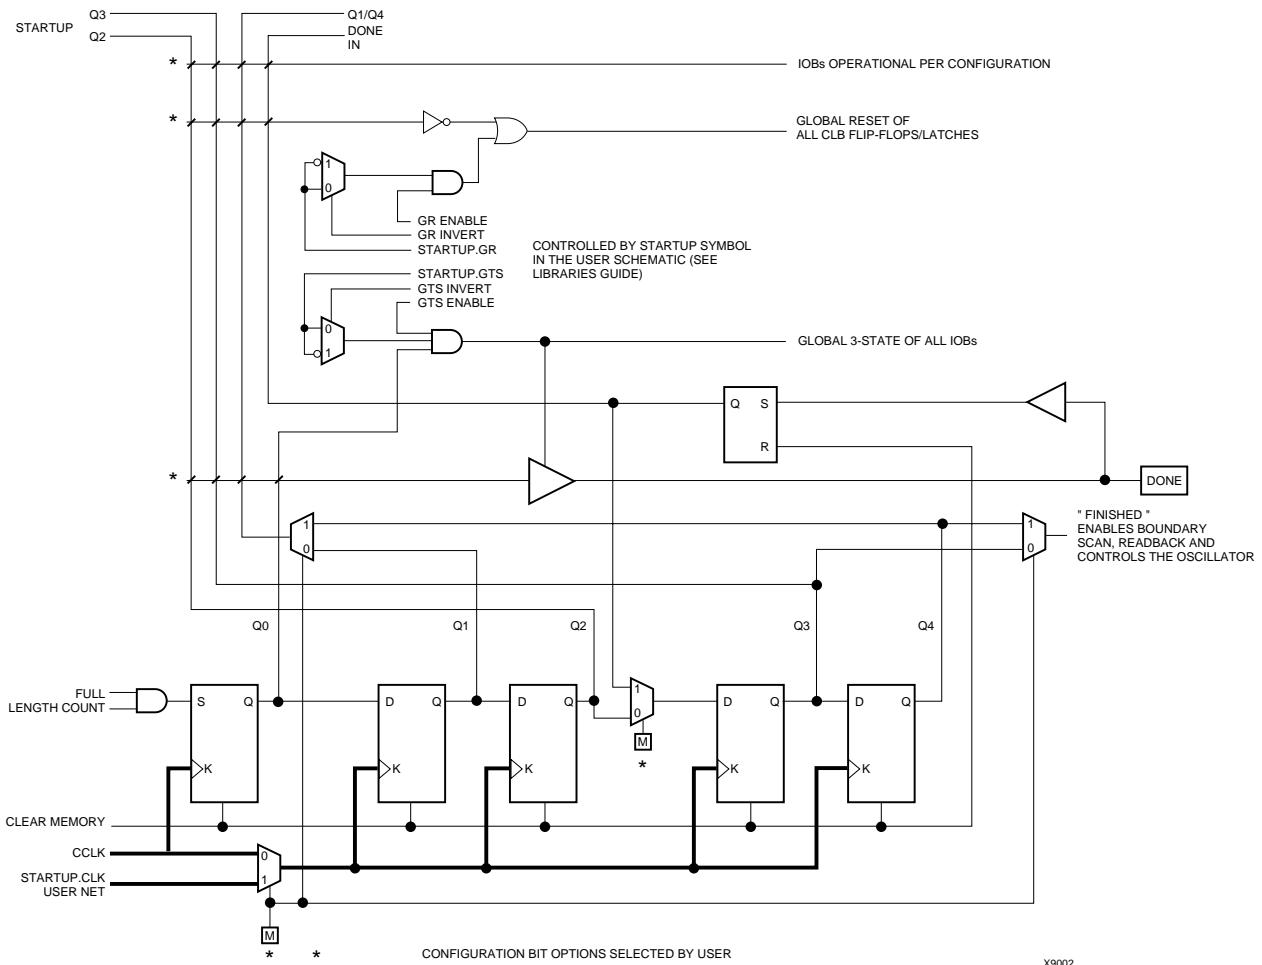 Q3
Q1/Q4
STARTUP
Q2
DONE
IN
* IOBs OPERATIONAL PER CONFIGURATION
*
GLOBAL RESET OF
ALL CLB FLIP-FLOPS/LATCHES
1
0
GR ENABLE
GR INVERT
STARTUP.GR
CONTROLLED BY STARTUP SYMBOL
IN THE USER SCHEMATIC (SEE
LIBRARIES GUIDE)
STARTUP.GTS
GTS INVERT
GTS ENABLE
0
1
GLOBAL 3-STATE OF ALL IOBs
Q S
R
*
DONE
1
0
1
0
" FINISHED "
ENABLES BOUNDARY
SCAN, READBACK AND
CONTROLS THE OSCILLATOR
Q0 Q1 Q2 Q3 Q4
FULL
LENGTH COUNT
S Q D Q D Q 1 D Q D Q
0
M
*
K K K K K
CLEAR MEMORY
CCLK
0
STARTUP.CLK
USER NET
1
M
* * CONFIGURATION BIT OPTIONS SELECTED BY USER
X9002